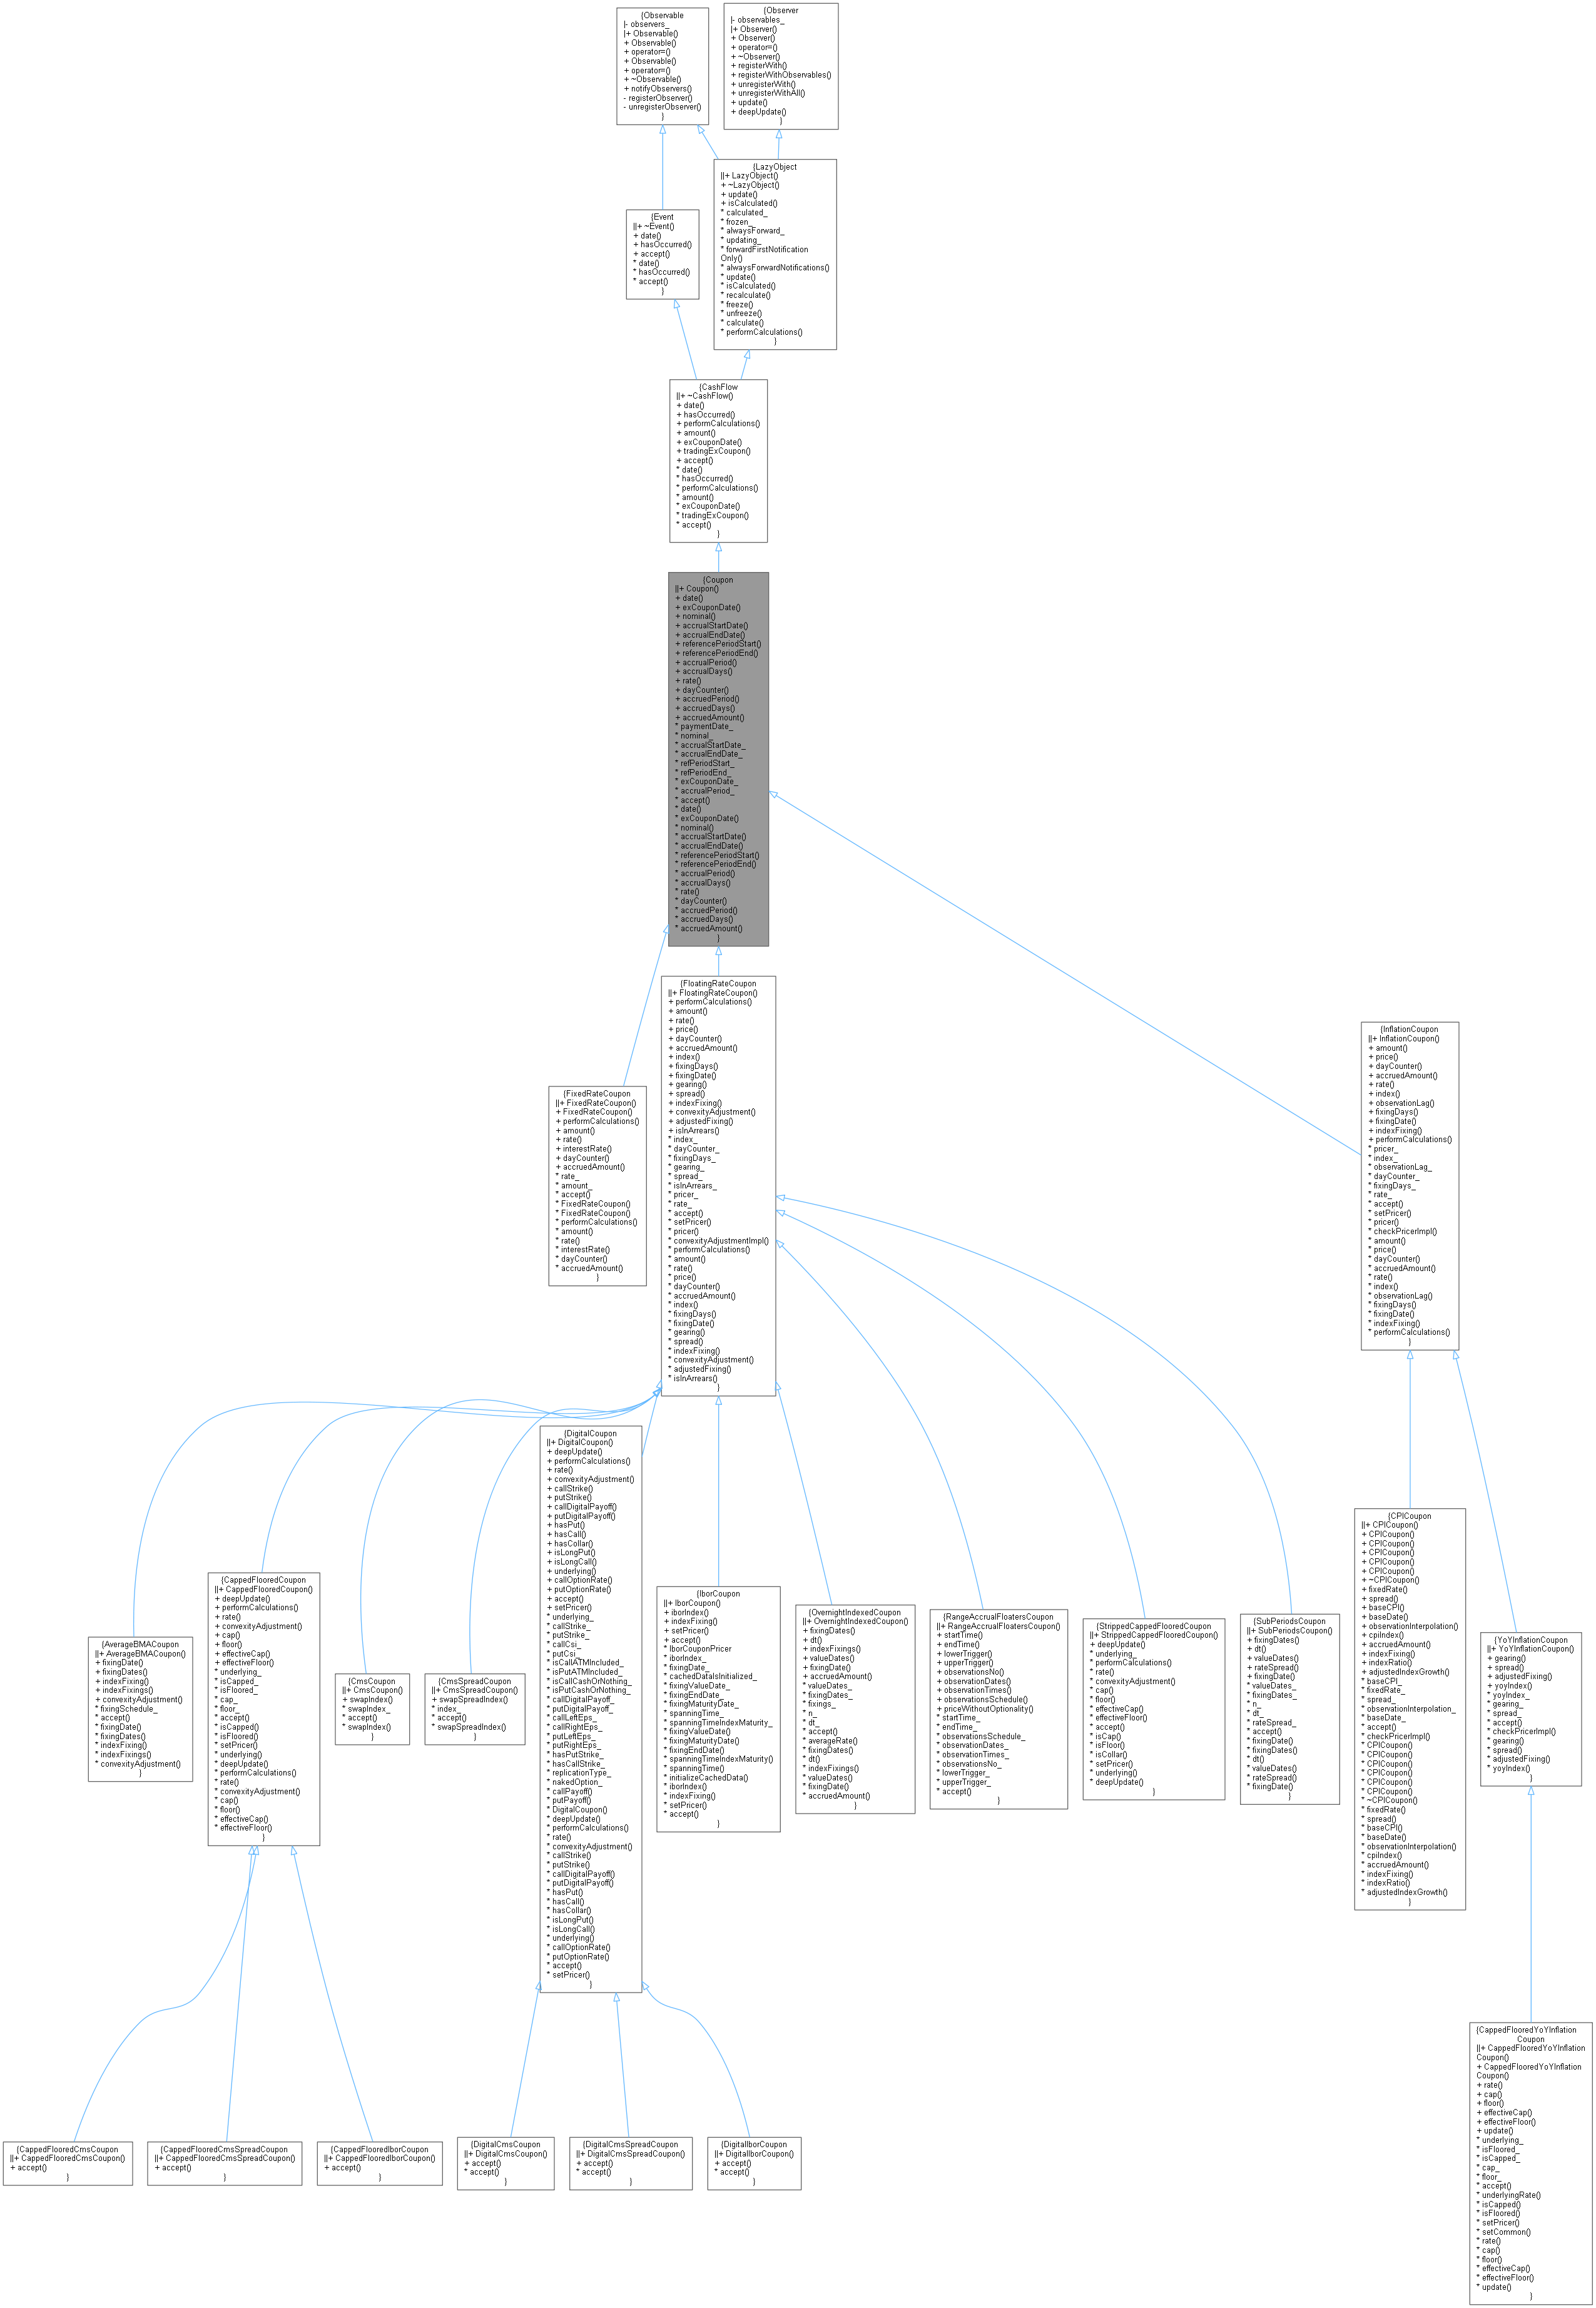 {Observable
||- observers_
||+ Observable()
+ Observable()
+ operator=()
+ Observable()
+ operator=()
+ ~Observable()
+ notifyObservers()
- registerObserver()
- unregisterObserver()
}
{Observer
||- observables_
||+ Observer()
+ Observer()
+ operator=()
+ ~Observer()
+ registerWith()
+ registerWithObservables()
+ unregisterWith()
+ unregisterWithAll()
+ update()
+ deepUpdate()
}
{LazyObject
||+ LazyObject()
+ ~LazyObject()
+ update()
+ isCalculated()
* calculated_
* frozen_
* alwaysForward_
* updating_
* forwardFirstNotification
Only()
* alwaysForwardNotifications()
* update()
* isCalculated()
* recalculate()
* freeze()
* unfreeze()
* calculate()
* performCalculations()
}
{Event
||+ ~Event()
+ date()
+ hasOccurred()
+ accept()
* date()
* hasOccurred()
* accept()
}
{CashFlow
||+ ~CashFlow()
+ date()
+ hasOccurred()
+ performCalculations()
+ amount()
+ exCouponDate()
+ tradingExCoupon()
+ accept()
* date()
* hasOccurred()
* performCalculations()
* amount()
* exCouponDate()
* tradingExCoupon()
* accept()
}
{Coupon
||+ Coupon()
+ date()
+ exCouponDate()
+ nominal()
+ accrualStartDate()
+ accrualEndDate()
+ referencePeriodStart()
+ referencePeriodEnd()
+ accrualPeriod()
+ accrualDays()
+ rate()
+ dayCounter()
+ accruedPeriod()
+ accruedDays()
+ accruedAmount()
* paymentDate_
* nominal_
* accrualStartDate_
* accrualEndDate_
* refPeriodStart_
* refPeriodEnd_
* exCouponDate_
* accrualPeriod_
* accept()
* date()
* exCouponDate()
* nominal()
* accrualStartDate()
* accrualEndDate()
* referencePeriodStart()
* referencePeriodEnd()
* accrualPeriod()
* accrualDays()
* rate()
* dayCounter()
* accruedPeriod()
* accruedDays()
* accruedAmount()
}
{FloatingRateCoupon
||+ FloatingRateCoupon()
+ performCalculations()
+ amount()
+ rate()
+ price()
+ dayCounter()
+ accruedAmount()
+ index()
+ fixingDays()
+ fixingDate()
+ gearing()
+ spread()
+ indexFixing()
+ convexityAdjustment()
+ adjustedFixing()
+ isInArrears()
* index_
* dayCounter_
* fixingDays_
* gearing_
* spread_
* isInArrears_
* pricer_
* rate_
* accept()
* setPricer()
* pricer()
* convexityAdjustmentImpl()
* performCalculations()
* amount()
* rate()
* price()
* dayCounter()
* accruedAmount()
* index()
* fixingDays()
* fixingDate()
* gearing()
* spread()
* indexFixing()
* convexityAdjustment()
* adjustedFixing()
* isInArrears()
}
{FixedRateCoupon
||+ FixedRateCoupon()
+ FixedRateCoupon()
+ performCalculations()
+ amount()
+ rate()
+ interestRate()
+ dayCounter()
+ accruedAmount()
* rate_
* amount_
* accept()
* FixedRateCoupon()
* FixedRateCoupon()
* performCalculations()
* amount()
* rate()
* interestRate()
* dayCounter()
* accruedAmount()
}
{InflationCoupon
||+ InflationCoupon()
+ amount()
+ price()
+ dayCounter()
+ accruedAmount()
+ rate()
+ index()
+ observationLag()
+ fixingDays()
+ fixingDate()
+ indexFixing()
+ performCalculations()
* pricer_
* index_
* observationLag_
* dayCounter_
* fixingDays_
* rate_
* accept()
* setPricer()
* pricer()
* checkPricerImpl()
* amount()
* price()
* dayCounter()
* accruedAmount()
* rate()
* index()
* observationLag()
* fixingDays()
* fixingDate()
* indexFixing()
* performCalculations()
}
{AverageBMACoupon
||+ AverageBMACoupon()
+ fixingDate()
+ fixingDates()
+ indexFixing()
+ indexFixings()
+ convexityAdjustment()
* fixingSchedule_
* accept()
* fixingDate()
* fixingDates()
* indexFixing()
* indexFixings()
* convexityAdjustment()
}
{CappedFlooredCoupon
||+ CappedFlooredCoupon()
+ deepUpdate()
+ performCalculations()
+ rate()
+ convexityAdjustment()
+ cap()
+ floor()
+ effectiveCap()
+ effectiveFloor()
* underlying_
* isCapped_
* isFloored_
* cap_
* floor_
* accept()
* isCapped()
* isFloored()
* setPricer()
* underlying()
* deepUpdate()
* performCalculations()
* rate()
* convexityAdjustment()
* cap()
* floor()
* effectiveCap()
* effectiveFloor()
}
{CmsCoupon
||+ CmsCoupon()
+ swapIndex()
* swapIndex_
* accept()
* swapIndex()
}
{CmsSpreadCoupon
||+ CmsSpreadCoupon()
+ swapSpreadIndex()
* index_
* accept()
* swapSpreadIndex()
}
{DigitalCoupon
||+ DigitalCoupon()
+ deepUpdate()
+ performCalculations()
+ rate()
+ convexityAdjustment()
+ callStrike()
+ putStrike()
+ callDigitalPayoff()
+ putDigitalPayoff()
+ hasPut()
+ hasCall()
+ hasCollar()
+ isLongPut()
+ isLongCall()
+ underlying()
+ callOptionRate()
+ putOptionRate()
+ accept()
+ setPricer()
* underlying_
* callStrike_
* putStrike_
* callCsi_
* putCsi_
* isCallATMIncluded_
* isPutATMIncluded_
* isCallCashOrNothing_
* isPutCashOrNothing_
* callDigitalPayoff_
* putDigitalPayoff_
* callLeftEps_
* callRightEps_
* putLeftEps_
* putRightEps_
* hasPutStrike_
* hasCallStrike_
* replicationType_
* nakedOption_
* callPayoff()
* putPayoff()
* DigitalCoupon()
* deepUpdate()
* performCalculations()
* rate()
* convexityAdjustment()
* callStrike()
* putStrike()
* callDigitalPayoff()
* putDigitalPayoff()
* hasPut()
* hasCall()
* hasCollar()
* isLongPut()
* isLongCall()
* underlying()
* callOptionRate()
* putOptionRate()
* accept()
* setPricer()
}
{IborCoupon
||+ IborCoupon()
+ iborIndex()
+ indexFixing()
+ setPricer()
+ accept()
* IborCouponPricer
* iborIndex_
* fixingDate_
* cachedDataIsInitialized_
* fixingValueDate_
* fixingEndDate_
* fixingMaturityDate_
* spanningTime_
* spanningTimeIndexMaturity_
* fixingValueDate()
* fixingMaturityDate()
* fixingEndDate()
* spanningTimeIndexMaturity()
* spanningTime()
* initializeCachedData()
* iborIndex()
* indexFixing()
* setPricer()
* accept()
}
{OvernightIndexedCoupon
||+ OvernightIndexedCoupon()
+ fixingDates()
+ dt()
+ indexFixings()
+ valueDates()
+ fixingDate()
+ accruedAmount()
* valueDates_
* fixingDates_
* fixings_
* n_
* dt_
* accept()
* averageRate()
* fixingDates()
* dt()
* indexFixings()
* valueDates()
* fixingDate()
* accruedAmount()
}
{RangeAccrualFloatersCoupon
||+ RangeAccrualFloatersCoupon()
+ startTime()
+ endTime()
+ lowerTrigger()
+ upperTrigger()
+ observationsNo()
+ observationDates()
+ observationTimes()
+ observationsSchedule()
+ priceWithoutOptionality()
* startTime_
* endTime_
* observationsSchedule_
* observationDates_
* observationTimes_
* observationsNo_
* lowerTrigger_
* upperTrigger_
* accept()
}
{StrippedCappedFlooredCoupon
||+ StrippedCappedFlooredCoupon()
+ deepUpdate()
* underlying_
* performCalculations()
* rate()
* convexityAdjustment()
* cap()
* floor()
* effectiveCap()
* effectiveFloor()
* accept()
* isCap()
* isFloor()
* isCollar()
* setPricer()
* underlying()
* deepUpdate()
}
{SubPeriodsCoupon
||+ SubPeriodsCoupon()
+ fixingDates()
+ dt()
+ valueDates()
+ rateSpread()
+ fixingDate()
* valueDates_
* fixingDates_
* n_
* dt_
* rateSpread_
* accept()
* fixingDate()
* fixingDates()
* dt()
* valueDates()
* rateSpread()
* fixingDate()
}
{CPICoupon
||+ CPICoupon()
+ CPICoupon()
+ CPICoupon()
+ CPICoupon()
+ CPICoupon()
+ CPICoupon()
+ ~CPICoupon()
+ fixedRate()
+ spread()
+ baseCPI()
+ baseDate()
+ observationInterpolation()
+ cpiIndex()
+ accruedAmount()
+ indexFixing()
+ indexRatio()
+ adjustedIndexGrowth()
* baseCPI_
* fixedRate_
* spread_
* observationInterpolation_
* baseDate_
* accept()
* checkPricerImpl()
* CPICoupon()
* CPICoupon()
* CPICoupon()
* CPICoupon()
* CPICoupon()
* CPICoupon()
* ~CPICoupon()
* fixedRate()
* spread()
* baseCPI()
* baseDate()
* observationInterpolation()
* cpiIndex()
* accruedAmount()
* indexFixing()
* indexRatio()
* adjustedIndexGrowth()
}
{YoYInflationCoupon
||+ YoYInflationCoupon()
+ gearing()
+ spread()
+ adjustedFixing()
+ yoyIndex()
* yoyIndex_
* gearing_
* spread_
* accept()
* checkPricerImpl()
* gearing()
* spread()
* adjustedFixing()
* yoyIndex()
}
{CappedFlooredCmsCoupon
||+ CappedFlooredCmsCoupon()
+ accept()
}
{CappedFlooredCmsSpreadCoupon
||+ CappedFlooredCmsSpreadCoupon()
+ accept()
}
{CappedFlooredIborCoupon
||+ CappedFlooredIborCoupon()
+ accept()
}
{DigitalCmsCoupon
||+ DigitalCmsCoupon()
+ accept()
* accept()
}
{DigitalCmsSpreadCoupon
||+ DigitalCmsSpreadCoupon()
+ accept()
* accept()
}
{DigitalIborCoupon
||+ DigitalIborCoupon()
+ accept()
* accept()
}
{CappedFlooredYoYInflation
Coupon
||+ CappedFlooredYoYInflation
Coupon()
+ CappedFlooredYoYInflation
Coupon()
+ rate()
+ cap()
+ floor()
+ effectiveCap()
+ effectiveFloor()
+ update()
* underlying_
* isFloored_
* isCapped_
* cap_
* floor_
* accept()
* underlyingRate()
* isCapped()
* isFloored()
* setPricer()
* setCommon()
* rate()
* cap()
* floor()
* effectiveCap()
* effectiveFloor()
* update()
}